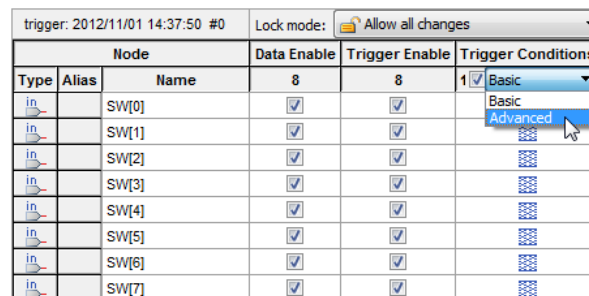 trigger: 2012/11/01 14:37:50 #0 Lock mode: Allow all changes
Node Data Enable Trigger Enable Trigger Conditions
Type Alias Name 8 8 1 Basic
Basic
Advanced
in SW[0]
in SW[1]
in SW[2]
in SW[3]
in SW[4]
in SW[5]
in SW[6]
in SW[7]